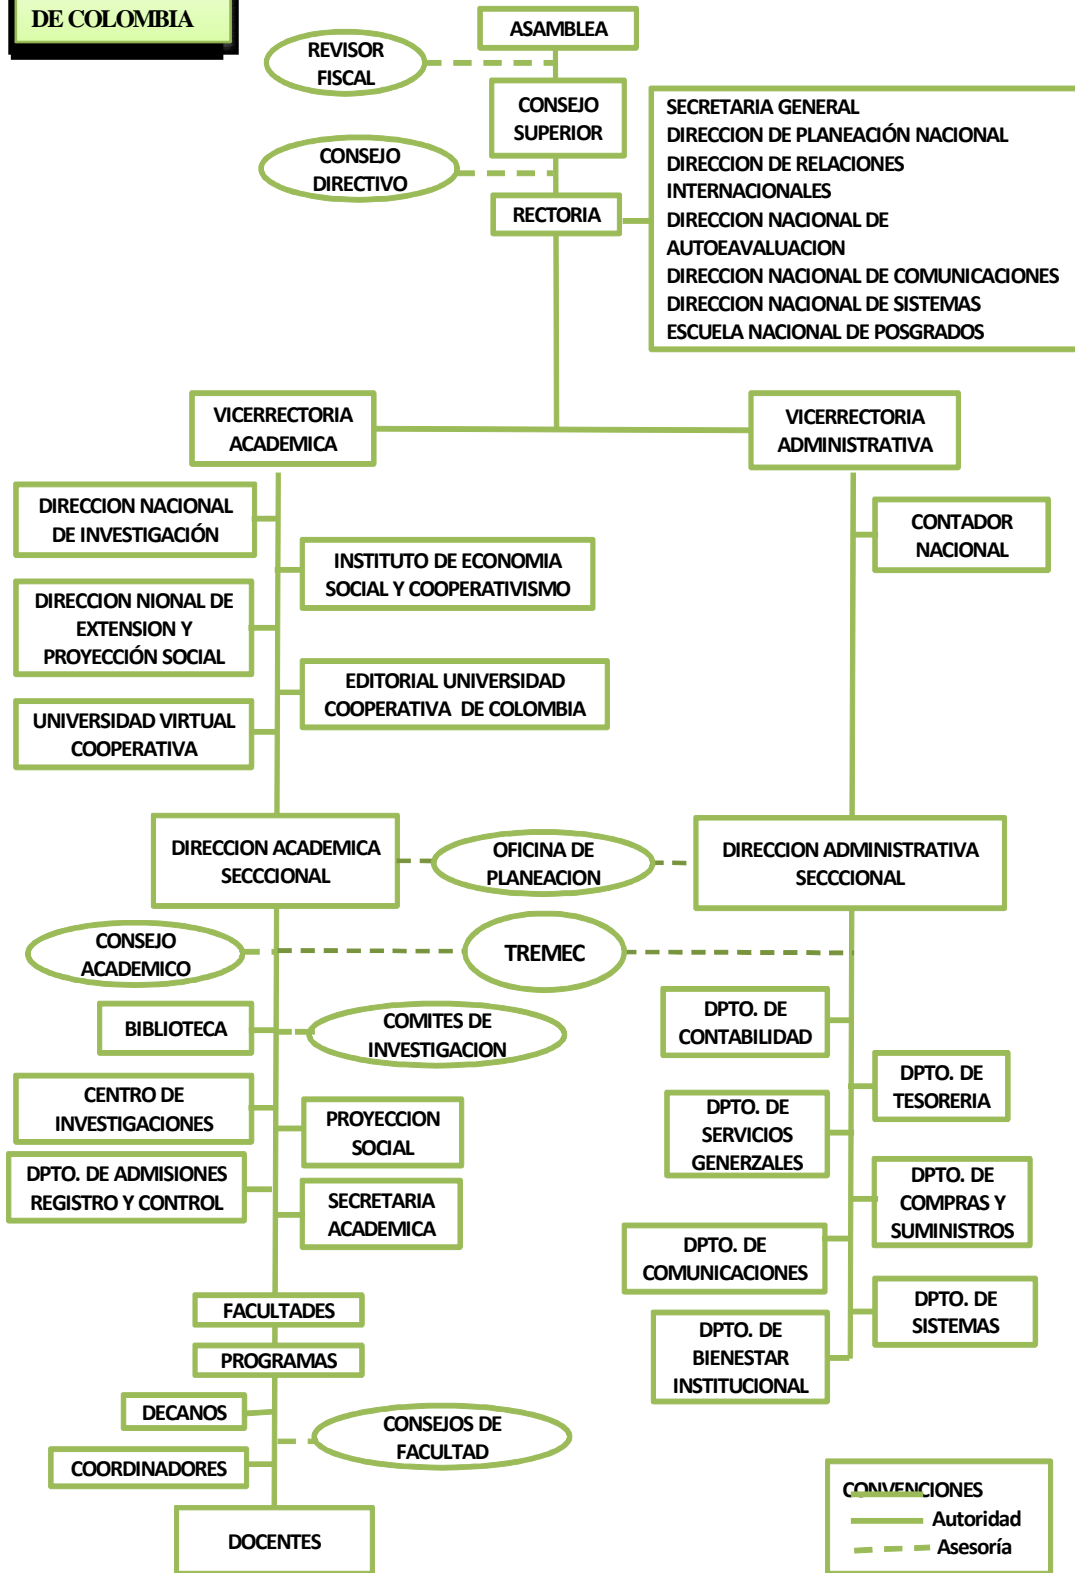 DE COLOMBIA
ASAMBLEA
REVISOR
FISCAL
CONSEJO
SUPERIOR
CONSEJO
DIRECTIVO
RECTORIA
SECRETARIA GENERAL
DIRECCION DE PLANEACIÓN NACIONAL
DIRECCION DE RELACIONES
INTERNACIONALES
DIRECCION NACIONAL DE
AUTOEAVALUACION
DIRECCION NACIONAL DE COMUNICACIONES
DIRECCION NACIONAL DE SISTEMAS
ESCUELA NACIONAL DE POSGRADOS
VICERRECTORIA
ACADEMICA
VICERRECTORIA
ADMINISTRATIVA
DIRECCION NACIONAL
DE INVESTIGACIÓN
CONTADOR
NACIONAL
INSTITUTO DE ECONOMIA
SOCIAL Y COOPERATIVISMO
DIRECCION NIONAL DE
EXTENSION Y
PROYECCIÓN SOCIAL
EDITORIAL UNIVERSIDAD
COOPERATIVA DE COLOMBIA
UNIVERSIDAD VIRTUAL
COOPERATIVA
DIRECCION ACADEMICA
SECCCIONAL
OFICINA DE
PLANEACION
DIRECCION ADMINISTRATIVA
SECCCIONAL
CONSEJO
ACADEMICO
TREMEC
BIBLIOTECA
COMITES DE
INVESTIGACION
DPTO. DE
CONTABILIDAD
CENTRO DE
INVESTIGACIONES
DPTO. DE
TESORERIA
PROYECCION
SOCIAL
DPTO. DE
SERVICIOS
GENERZALES
DPTO. DE ADMISIONES
REGISTRO Y CONTROL
SECRETARIA
ACADEMICA
DPTO. DE
COMPRAS Y
SUMINISTROS
DPTO. DE
COMUNICACIONES
FACULTADES
DPTO. DE
SISTEMAS
PROGRAMAS
DPTO. DE
BIENESTAR
INSTITUCIONAL
DECANOS
CONSEJOS DE
FACULTAD
COORDINADORES
DOCENTES
CONVENCIONES
Autoridad
Asesoría